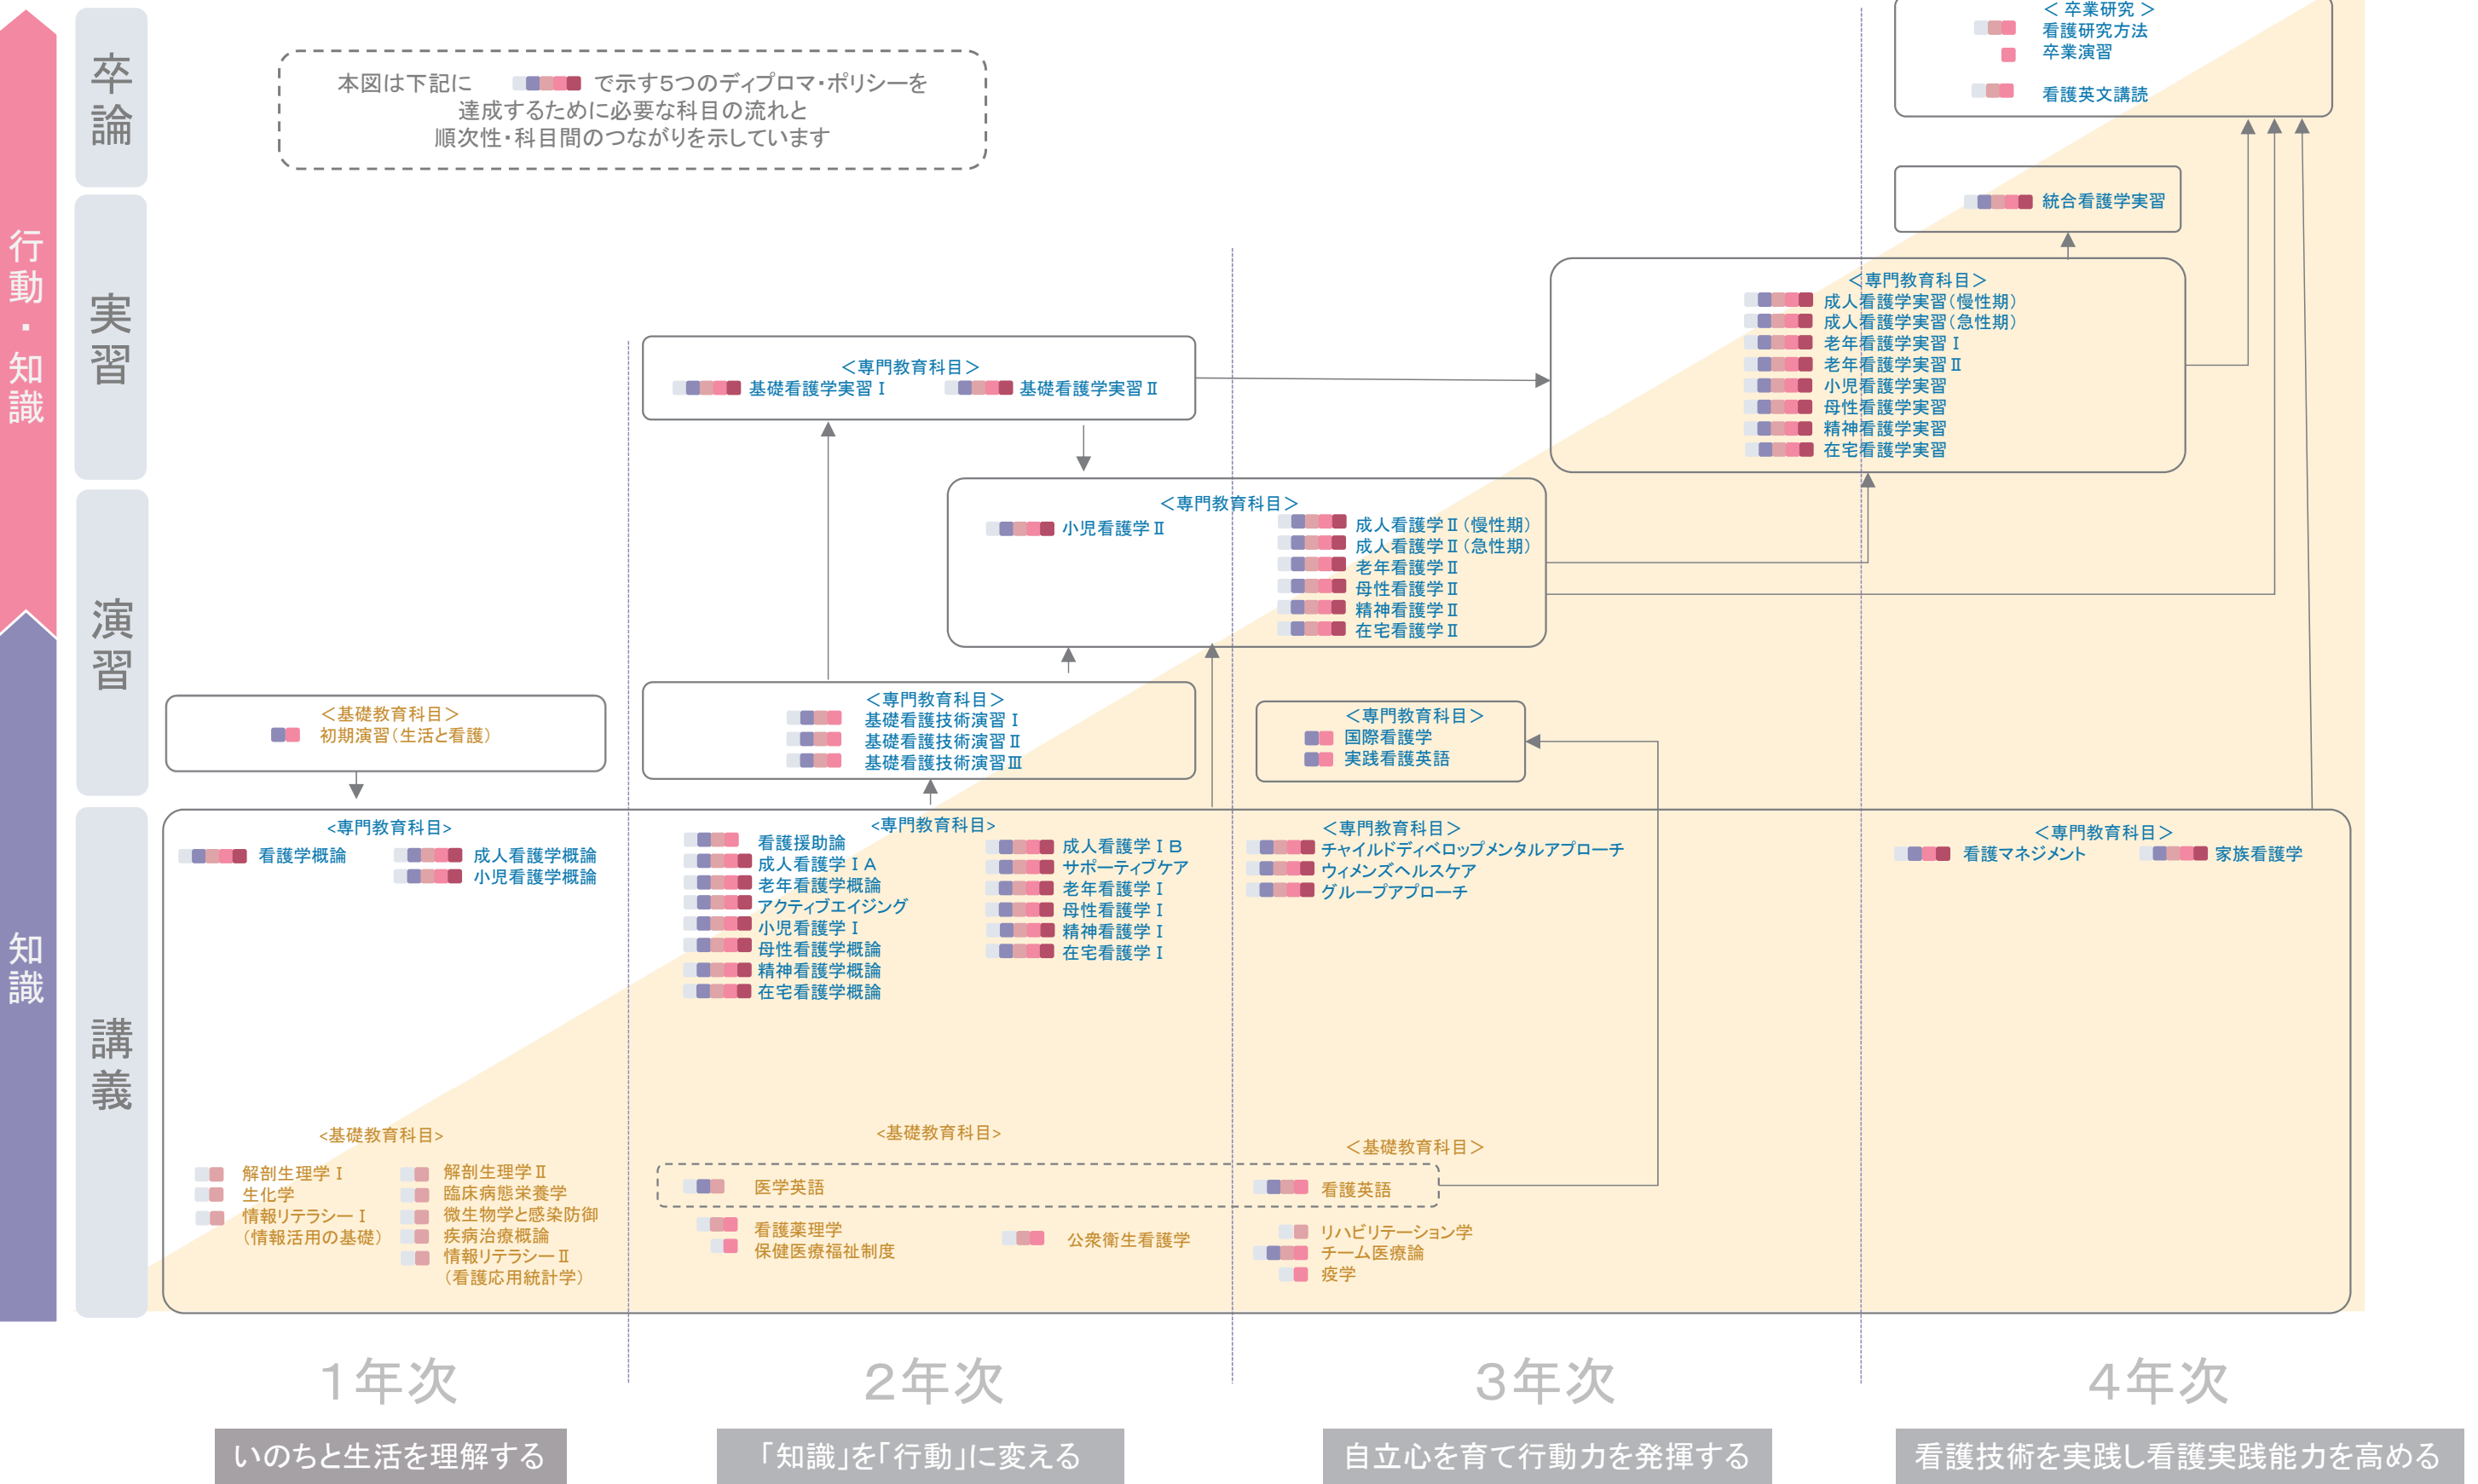 卒論
実習
演習
講義
行動・知識
知識
本図は下記に で示す5つのディプロマ・ポリシーを
達成するために必要な科目の流れと
順次性・科目間のつながりを示しています
＜ 卒業研究 ＞
看護研究方法
卒業演習
看護英文講読
統合看護学実習
＜専門教育科目＞
成人看護学実習（慢性期）
成人看護学実習（急性期）
老年看護学実習Ⅰ
老年看護学実習Ⅱ
小児看護学実習
母性看護学実習
精神看護学実習
在宅看護学実習
＜専門教育科目＞
基礎看護学実習Ⅰ
基礎看護学実習Ⅱ
＜専門教育科目＞
小児看護学Ⅱ
成人看護学Ⅱ（慢性期）
成人看護学Ⅱ（急性期）
老年看護学Ⅱ
母性看護学Ⅱ
精神看護学Ⅱ
在宅看護学Ⅱ
＜基礎教育科目＞
初期演習（生活と看護）
＜専門教育科目＞
基礎看護技術演習Ⅰ
基礎看護技術演習Ⅱ
基礎看護技術演習Ⅲ
＜専門教育科目＞
国際看護学
実践看護英語
<専門教育科目>
看護学概論
成人看護学概論
小児看護学概論
<専門教育科目>
看護援助論
成人看護学ⅠＡ
老年看護学概論
アクティブエイジング
小児看護学Ⅰ
母性看護学概論
精神看護学概論
在宅看護学概論
成人看護学ⅠＢ
サポーティブケア
老年看護学Ⅰ
母性看護学Ⅰ
精神看護学Ⅰ
在宅看護学Ⅰ
＜専門教育科目＞
チャイルドディベロップメンタルアプローチ
ウィメンズヘルスケア
グループアプローチ
＜専門教育科目＞
看護マネジメント
家族看護学
<基礎教育科目>
解剖生理学Ⅰ
生化学
情報リテラシーⅠ
（情報活用の基礎）
解剖生理学Ⅱ
臨床病態栄養学
微生物学と感染防御
疾病治療概論
情報リテラシーⅡ
（看護応用統計学）
<基礎教育科目>
医学英語
看護薬理学
保健医療福祉制度
公衆衛生看護学
＜基礎教育科目＞
看護英語
リハビリテーション学
チーム医療論
疫学
1年次
2年次
3年次
4年次
いのちと生活を理解する
「知識」を「行動」に変える
自立心を育て行動力を発揮する
看護技術を実践し看護実践能力を高める